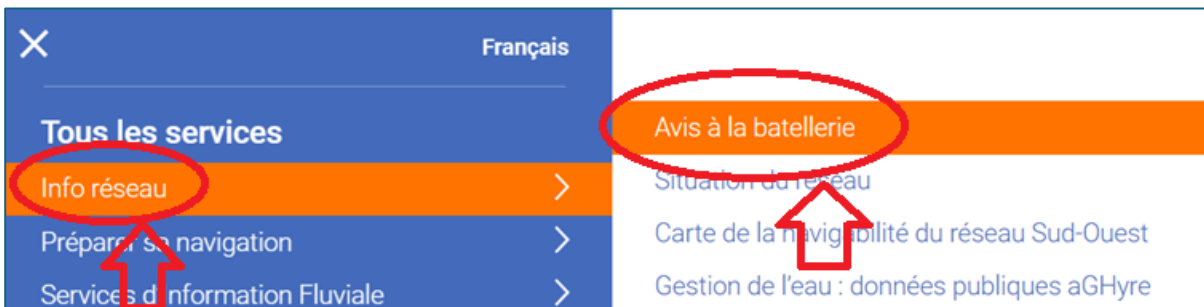 Français
Tous les services
Info réseau
Préparer sa navigation
Services d'Information Fluviale
Avis à la batellerie
Situation du réseau
Carte de la navigabilité du réseau Sud-Ouest
Gestion de l'eau : données publiques aGHyre